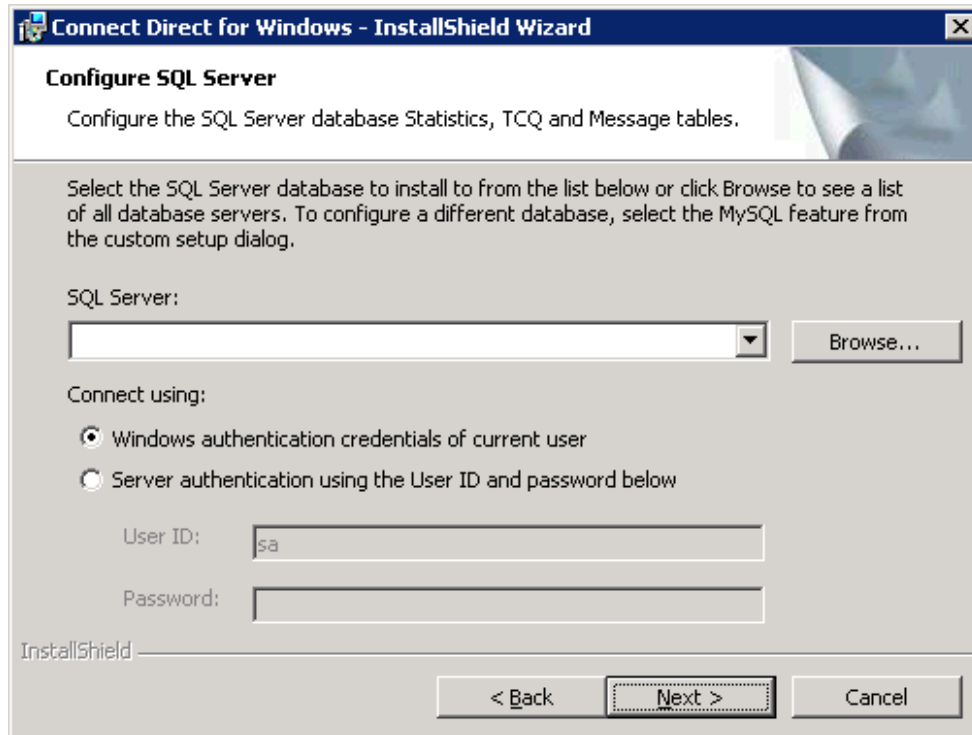 Connect Direct for Windows - InstallShield Wizard
Configure SQL Server
Configure the SQL Server database Statistics, TCQ and Message tables.
Select the SQL Server database to install to from the list below or click Browse to see a list
of all database servers. To configure a different database, select the MySQL feature from
the custom setup dialog.
SQL Server:
Browse...
Connect using:
Windows authentication credentials of current user
Server authentication using the User ID and password below
User ID: sa
Password:
InstallShield
< Back Next > Cancel